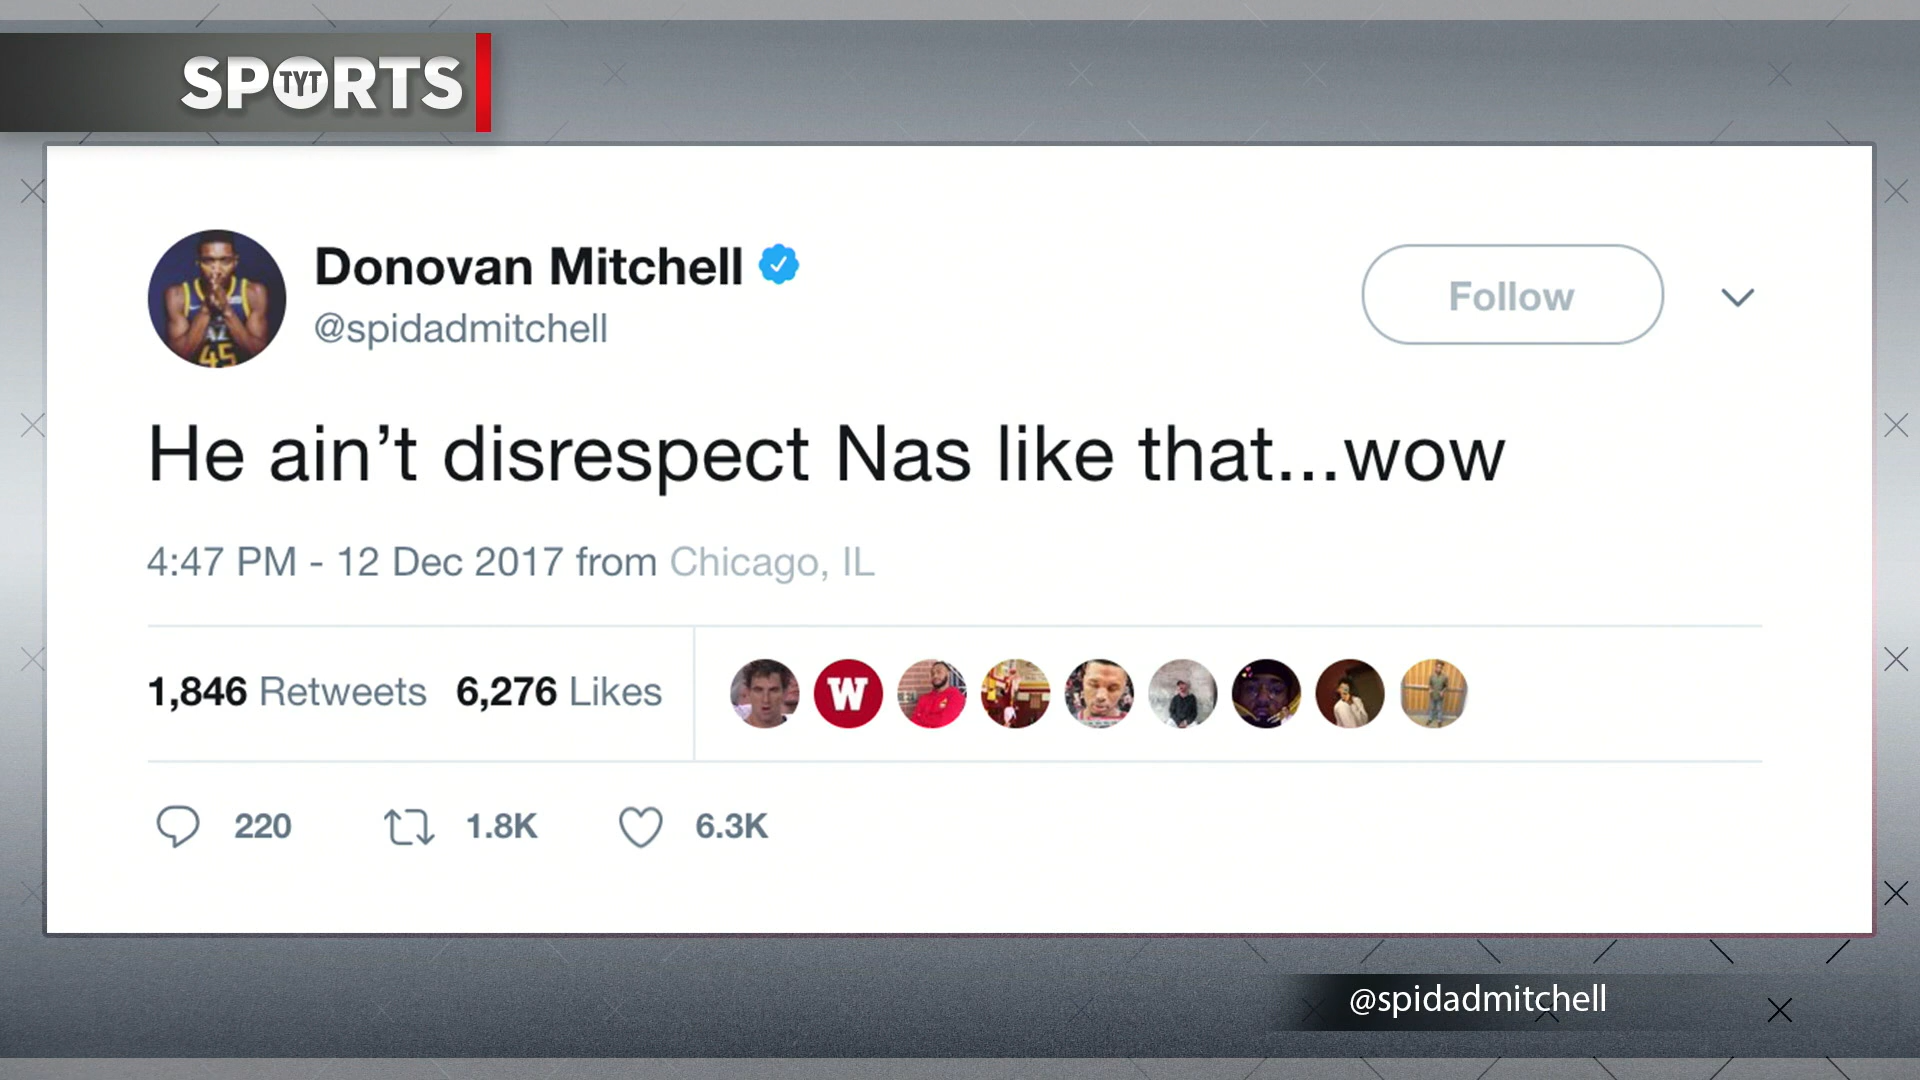 SPORTS
TYT
Donovan Mitchell
@spidadmitchell
Follow
45
He ain’t disrespect Nas like that...wow
4:47 PM - 12 Dec 2017 from Chicago, IL
1,846 Retweets 6,276 Likes
W
220 1.8K 6.3K
@spidadmitchell